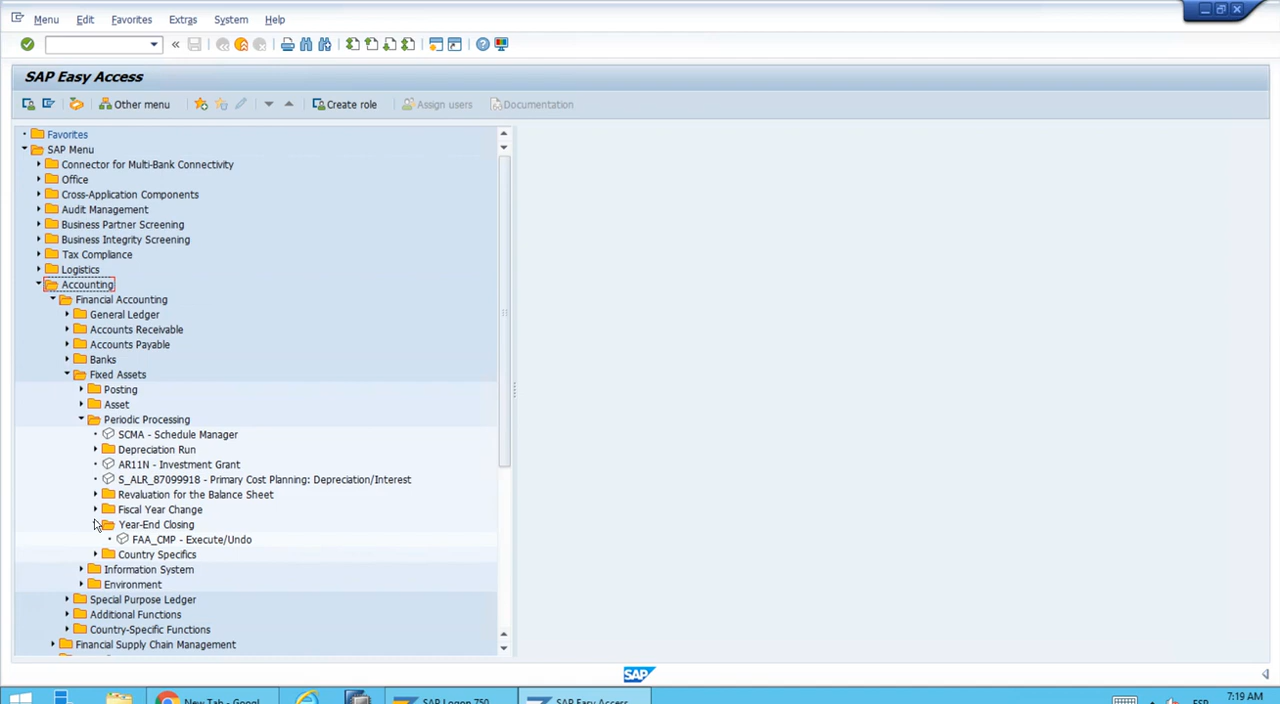 Menu Edit Favorites Extras System Help
SAP Easy Access
Other menu Create role Assign users Documentation
Favorites
SAP Menu
Connector for Multi-Bank Connectivity
Office
Cross-Application Components
Audit Management
Business Partner Screening
Business Integrity Screening
Tax Compliance
Logistics
Accounting
Financial Accounting
General Ledger
Accounts Receivable
Accounts Payable
Banks
Fixed Assets
Posting
Asset
Periodic Processing
SCMA - Schedule Manager
Depreciation Run
AR11N - Investment Grant
S_ALR_87099918 - Primary Cost Planning: Depreciation/Interest
Revaluation for the Balance Sheet
Fiscal Year Change
Year-End Closing
FAA_CMP - Execute/Undo
Country Specifics
Information System
Environment
Special Purpose Ledger
Additional Functions
Country-Specific Functions
Financial Supply Chain Management
SAP
New Tab - Googl... SAP Logon 750 SAP Easy Access ESP 7:19 AM